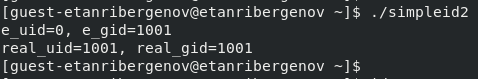 [guest-etanribergenov@etanribergenov ~]$ ./simpleid2
e_uid=0, e_gid=1001
real_uid=1001, real_gid=1001
[guest-etanribergenov@etanribergenov ~]$